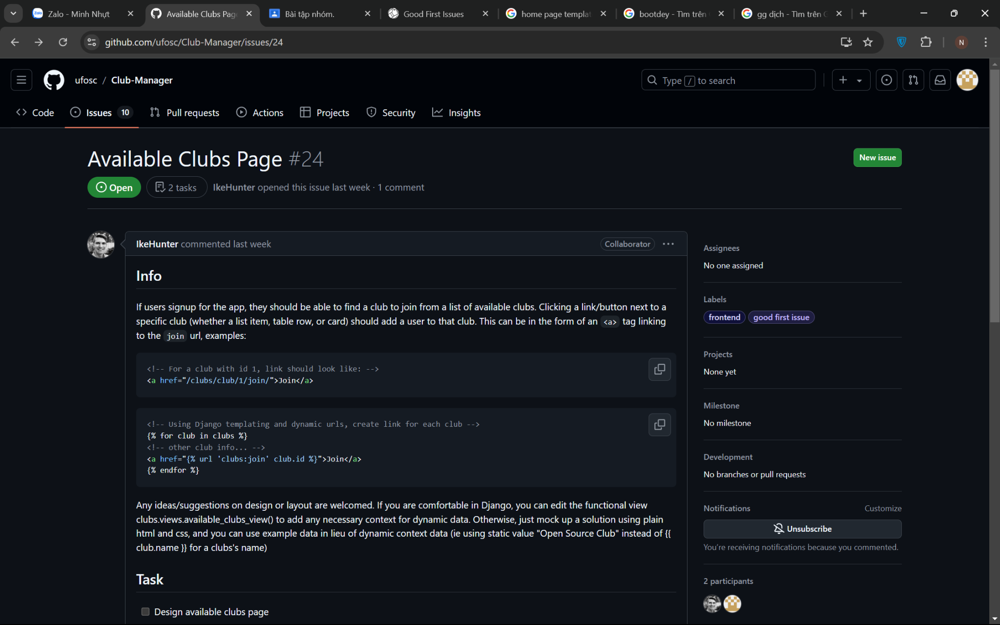 Zalo - Minh Nhựt
Available Clubs Pag
Bài tập nhóm.
Good First Issues
home page templat
bootdey - Tìm trên
gg dịch - Tìm trên G
github.com/ufosc/Club-Manager/issues/24
N
ufosc / Club-Manager
Type / to search
Code
Issues 10
Pull requests
Actions
Projects
Security
Insights
Available Clubs Page #24
New issue
Open
2 tasks
IkeHunter opened this issue last week · 1 comment
IkeHunter commented last week
Collaborator
Info
If users signup for the app, they should be able to find a club to join from a list of available clubs. Clicking a link/button next to a
specific club (whether a list item, table row, or card) should add a user to that club. This can be in the form of an <a> tag linking
to the join url, examples:
<!-- For a club with id 1, link should look like: -->
<a href="/clubs/club/1/join/">Join</a>
<!-- Using Django templating and dynamic urls, create link for each club -->
{% for club in clubs %}
<!-- other club info... -->
<a href="{% url 'clubs:join' club.id %}">Join</a>
{% endfor %}
Any ideas/suggestions on design or layout are welcomed. If you are comfortable in Django, you can edit the functional view
clubs.views.available_clubs_view() to add any necessary context for dynamic data. Otherwise, just mock up a solution using plain
html and css, and you can use example data in lieu of dynamic context data (ie using static value "Open Source Club" instead of {{
club.name }} for a clubs's name)
Task
Design available clubs page
Assignees
No one assigned
Labels
frontend
good first issue
Projects
None yet
Milestone
No milestone
Development
No branches or pull requests
Notifications
Customize
Unsubscribe
You're receiving notifications because you commented.
2 participants